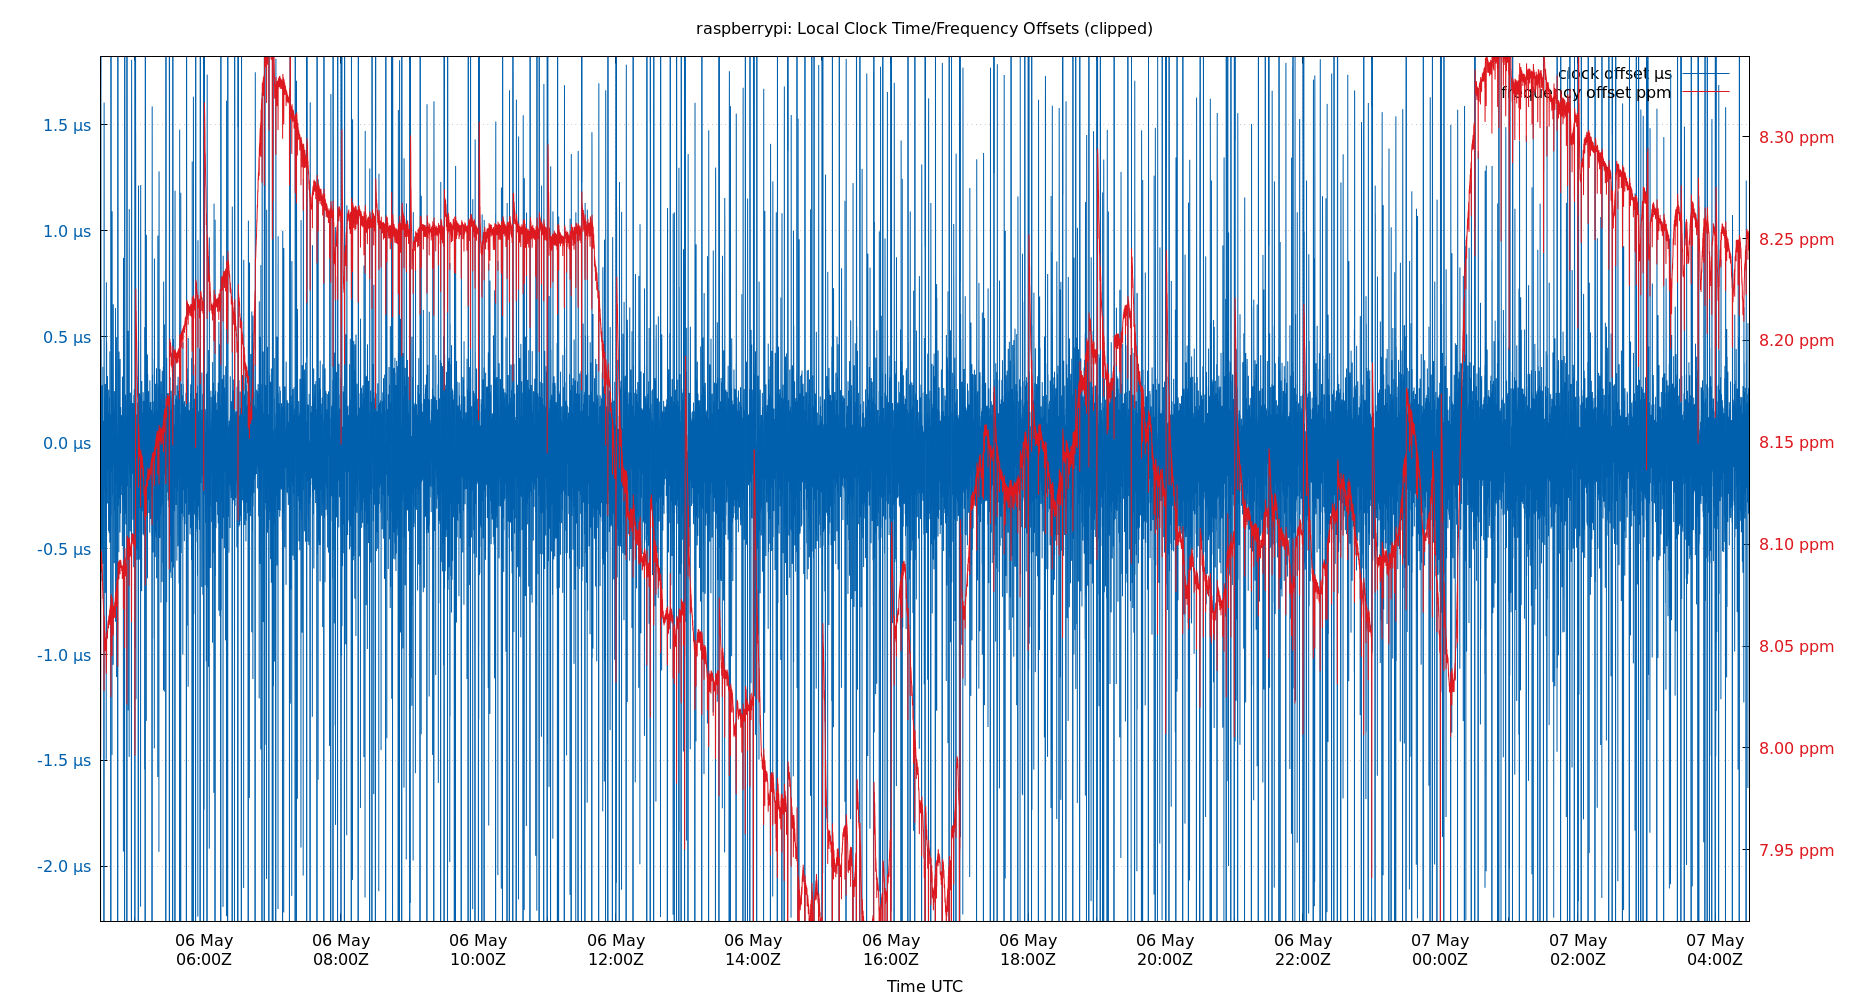 raspberrypi: Local Clock Time/Frequency Offsets (clipped)
clock offset µs
frequency offset ppm
1.5 µs
1.0 µs
0.5 µs
0.0 µs
-0.5 µs
-1.0 µs
-1.5 µs
-2.0 µs
8.30 ppm
8.25 ppm
8.20 ppm
8.15 ppm
8.10 ppm
8.05 ppm
8.00 ppm
7.95 ppm
06 May 06 May 06 May 06 May 06 May 06 May 06 May 06 May 06 May 07 May 07 May 07 May
06:00Z 08:00Z 10:00Z 12:00Z 14:00Z 16:00Z 18:00Z 20:00Z 22:00Z 00:00Z 02:00Z 04:00Z
Time UTC